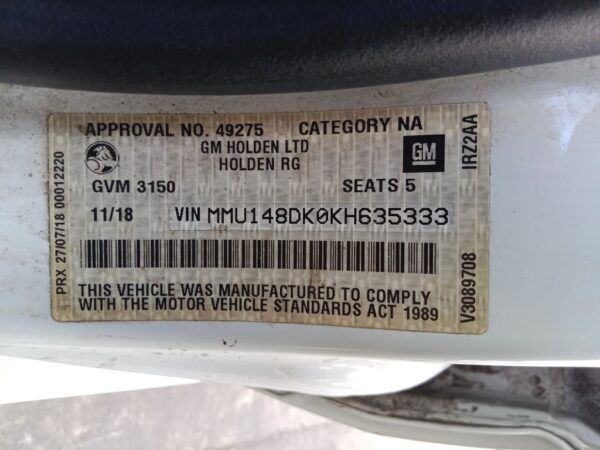 APPROVAL NO. 49275 CATEGORY NA
GM HOLDEN LTD
HOLDEN RG
GM
GVM 3150 SEATS 5
11/18 VIN MMU148DK0KH635333
THIS VEHICLE WAS MANUFACTURED TO COMPLY
WITH THE MOTOR VEHICLE STANDARDS ACT 1989
PRX 27/07/18 00012220
V3089708 IRZ2AA